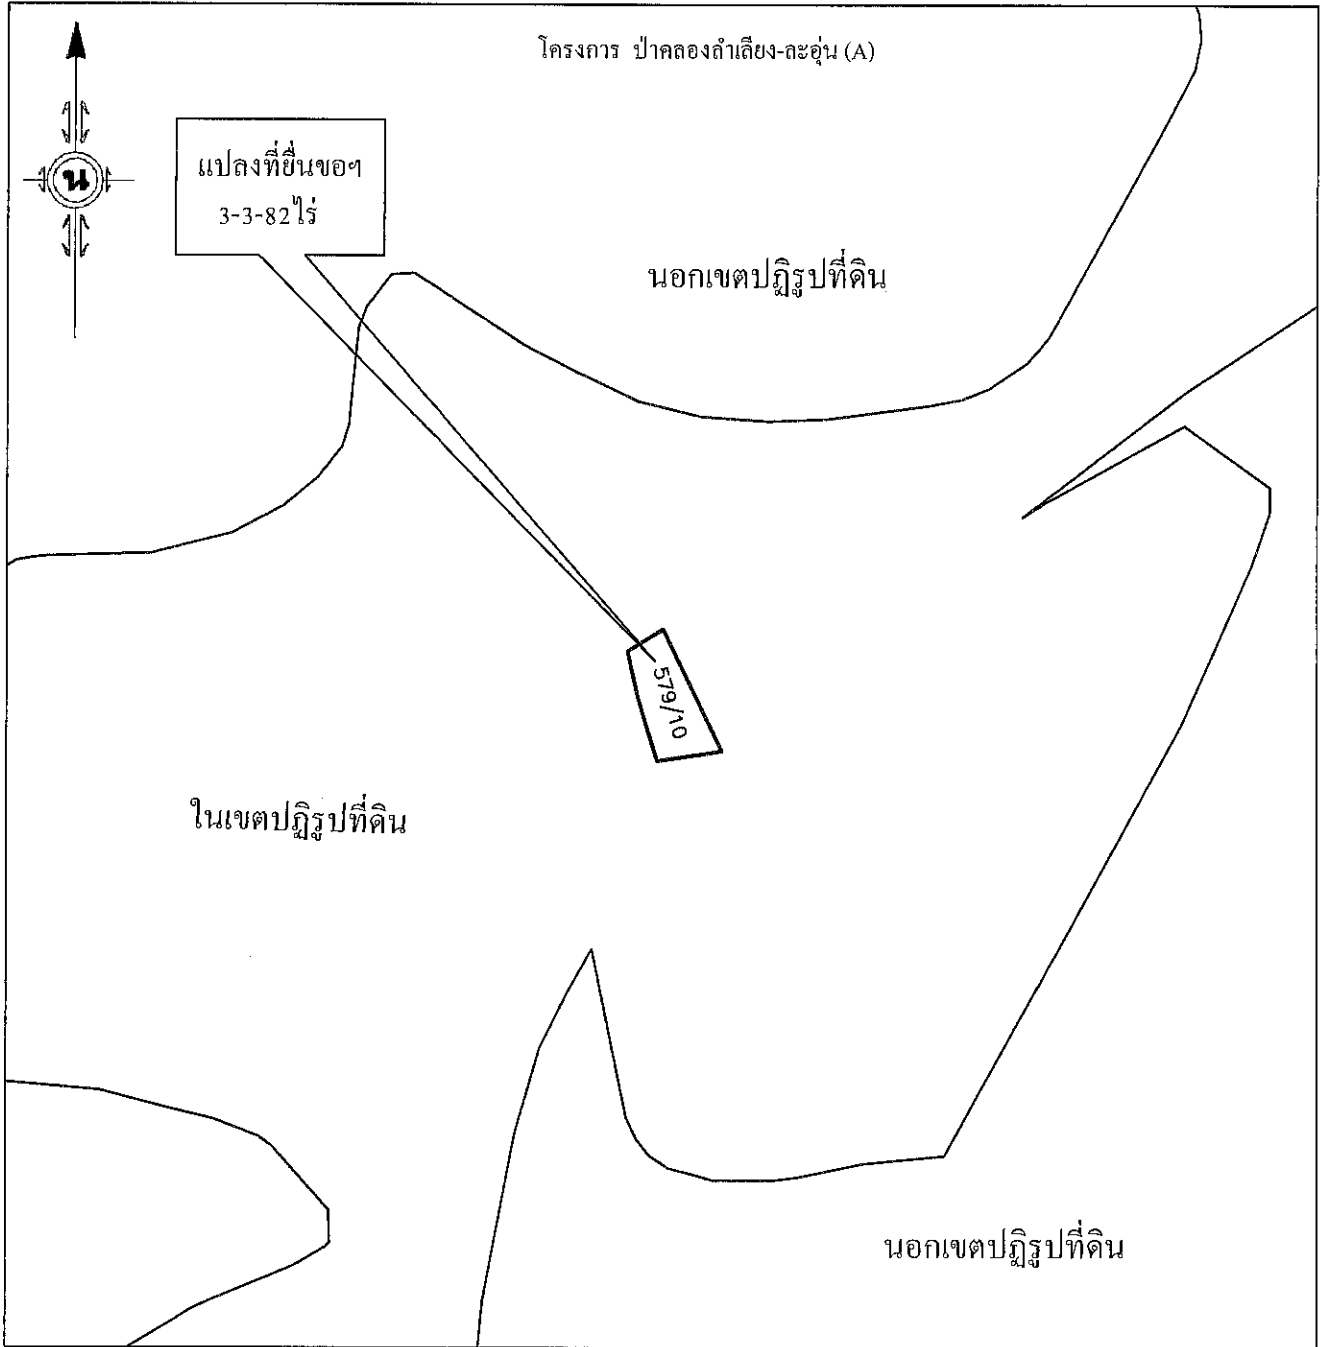 โครงการ ป่าคลองลำเลียง-ละอุ่น (A)
น
แปลงที่ยื่นขอฯ
3-3-82ไร่
นอกเขตปฏิรูปที่ดิน
579/10
ในเขตปฏิรูปที่ดิน
นอกเขตปฏิรูปที่ดิน